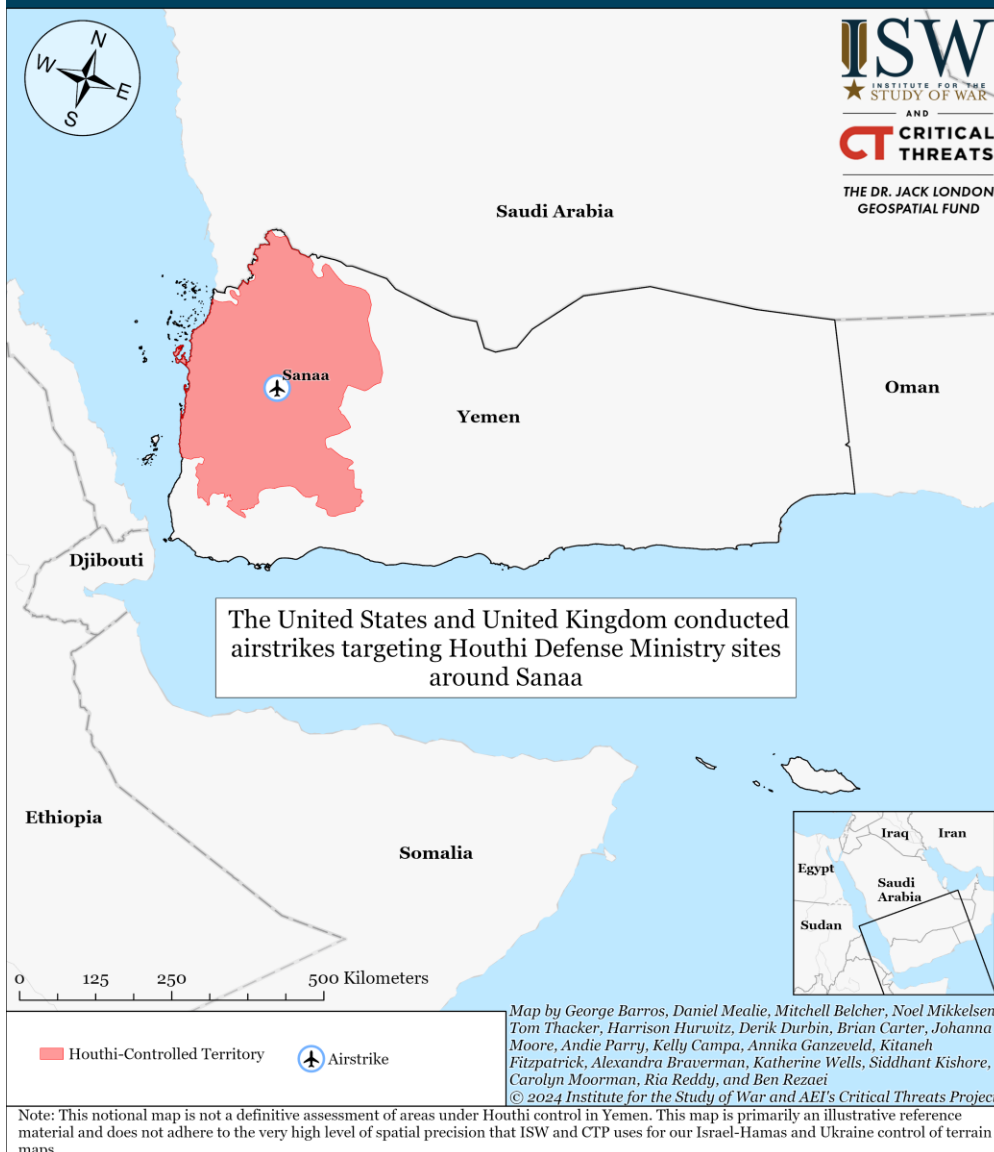 N
W
E
S
ISW
INSTITUTE FOR THE
STUDY OF WAR
AND
CT CRITICAL
THREATS
THE DR. JACK LONDON
GEOSPATIAL FUND
Saudi Arabia
Sanaa
Oman
Yemen
Djibouti
The United States and United Kingdom conducted
airstrikes targeting Houthi Defense Ministry sites
around Sanaa
Ethiopia
Somalia
Iraq
Iran
Egypt
Saudi
Arabia
Sudan
0 125 250 500 Kilometers
Houthi-Controlled Territory
Airstrike
Map by George Barros, Daniel Mealie, Mitchell Belcher, Noel Mikkelsen
Tom Thacker, Harrison Hurwitz, Derik Durbin, Brian Carter, Johanna
Moore, Andie Parry, Kelly Campa, Annika Ganzeveld, Kitaneh
Fitzpatrick, Alexandra Braverman, Katherine Wells, Siddhant Kishore,
Carolyn Moorman, Ria Reddy, and Ben Rezaei
© 2024 Institute for the Study of War and AEI's Critical Threats Project
Note: This notional map is not a definitive assessment of areas under Houthi control in Yemen. This map is primarily an illustrative reference
material and does not adhere to the very high level of spatial precision that ISW and CTP uses for our Israel-Hamas and Ukraine control of terrain
maps